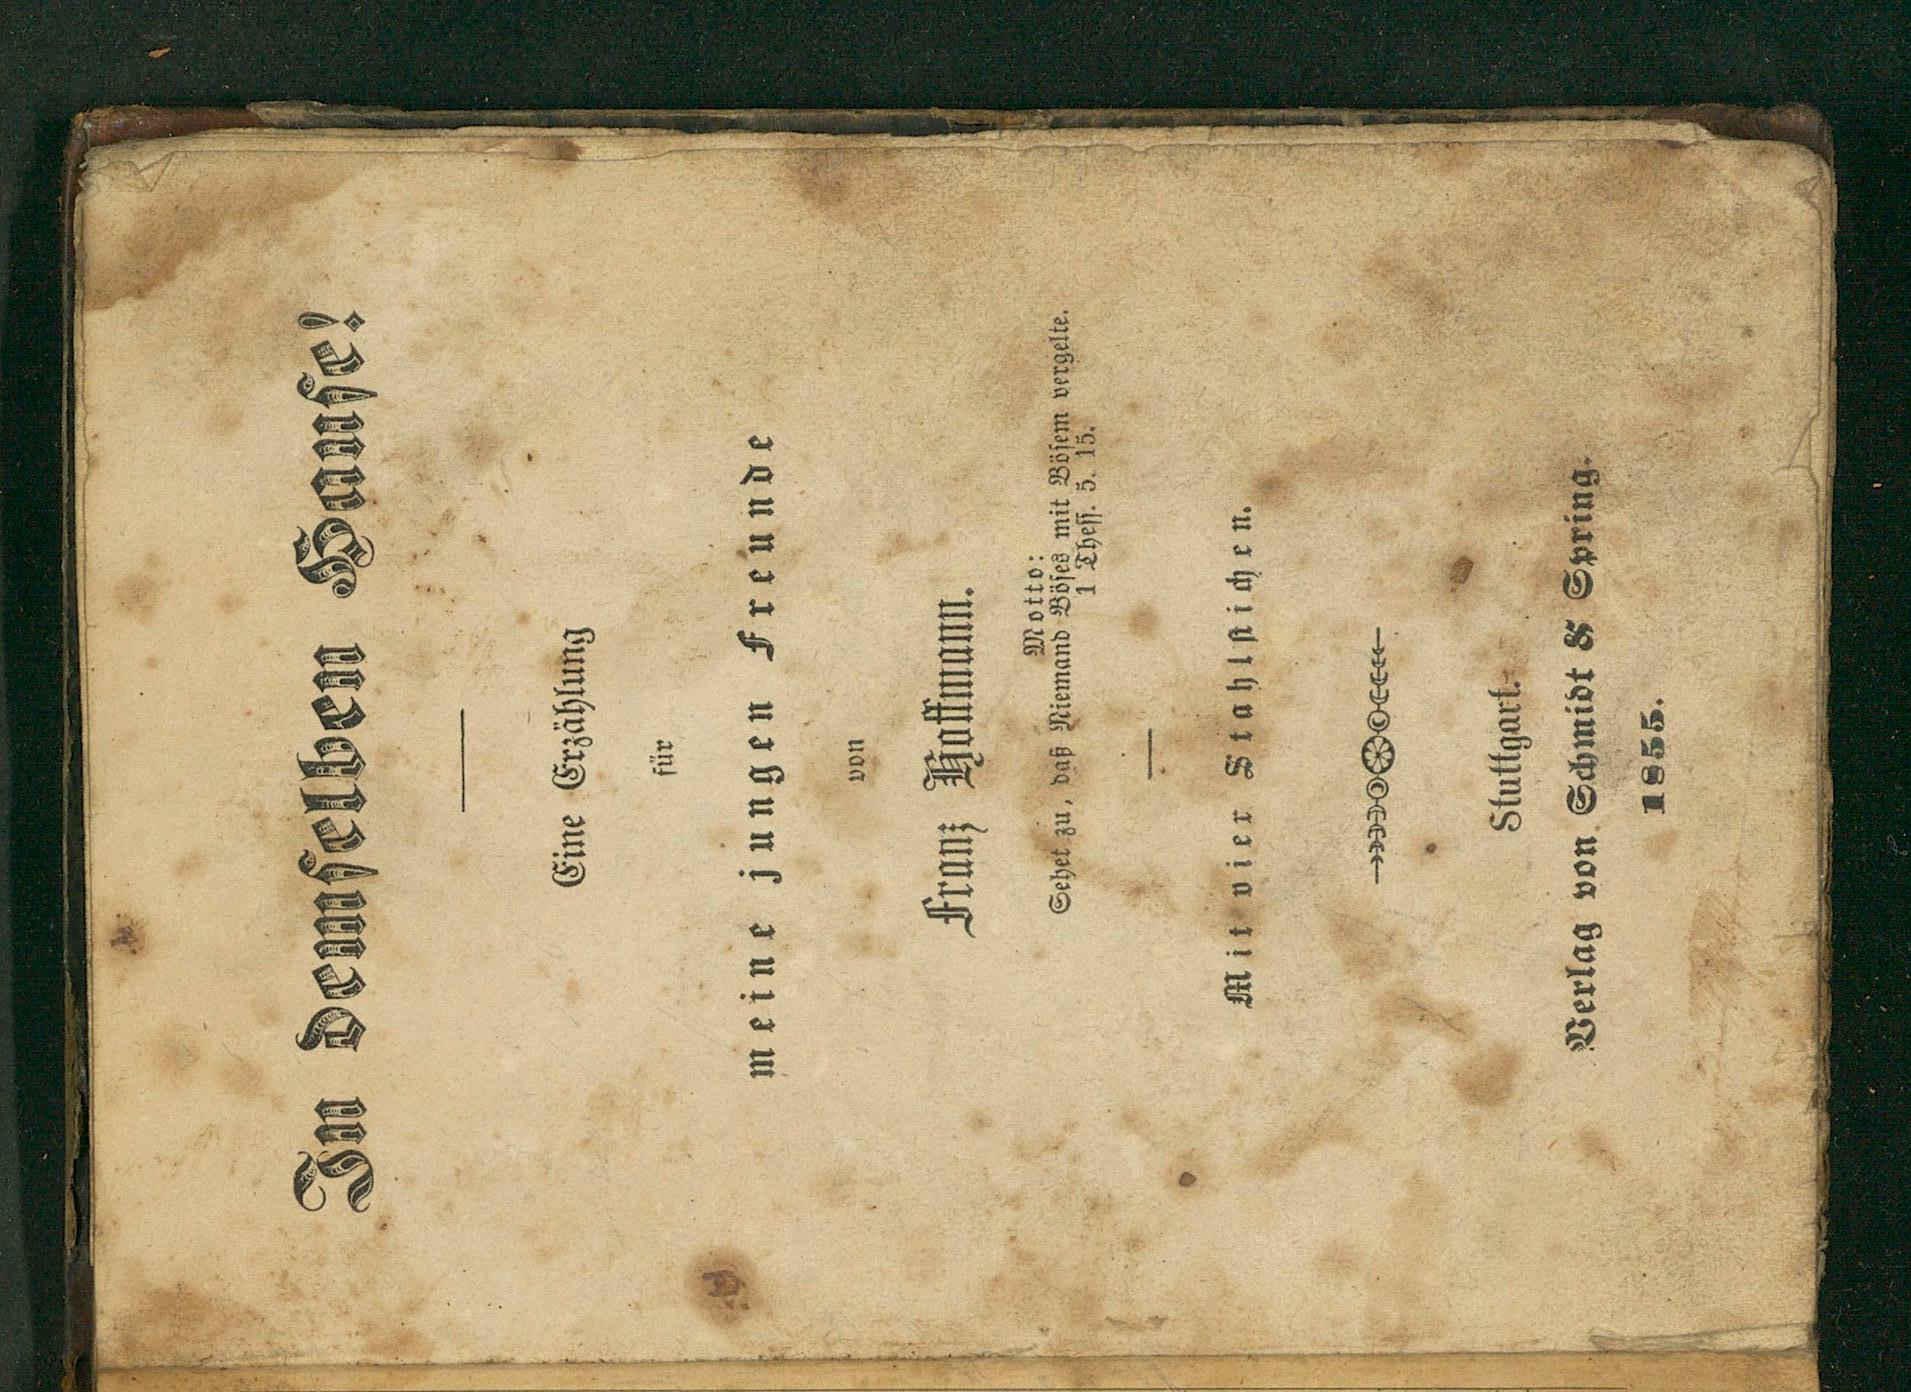 In demselben Hause!
Eine Erzählung
für
meine jungen Freunde
von
Franz Hoffmann.
Motto:
Sehet zu, daß Niemand Böses mit Bösem vergelte.
1 Thess. 5. 15.
Mit vier Stahlstichen.
Stuttgart.
Verlag von Schmidt & Spring.
1855.